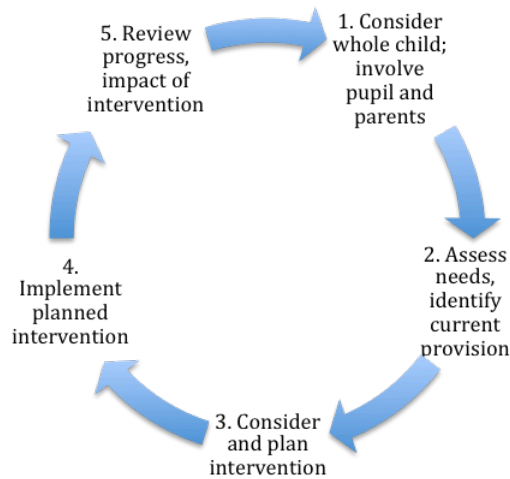 1. Consider
whole child;
involve
pupil and
parents
2. Assess
needs,
identify
current
provision
3. Consider
and plan
intervention
4.
Implement
planned
intervention
5. Review
progress,
impact of
intervention